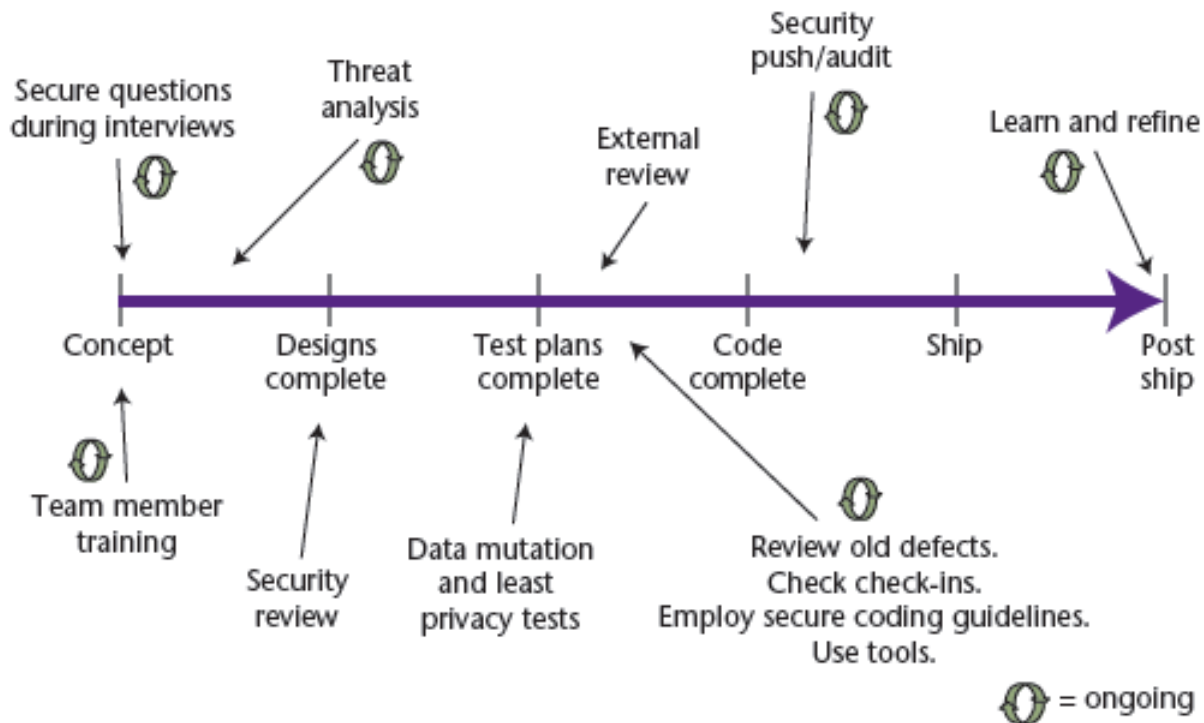 Secure questions
during interviews
Threat
analysis
External
review
Security
push/audit
Learn and refine
Concept
Designs
complete
Test plans
complete
Code
complete
Ship
Post
ship
Team member
training
Security
review
Data mutation
and least
privacy tests
Review old defects.
Check check-ins.
Employ secure coding guidelines.
Use tools.
= ongoing